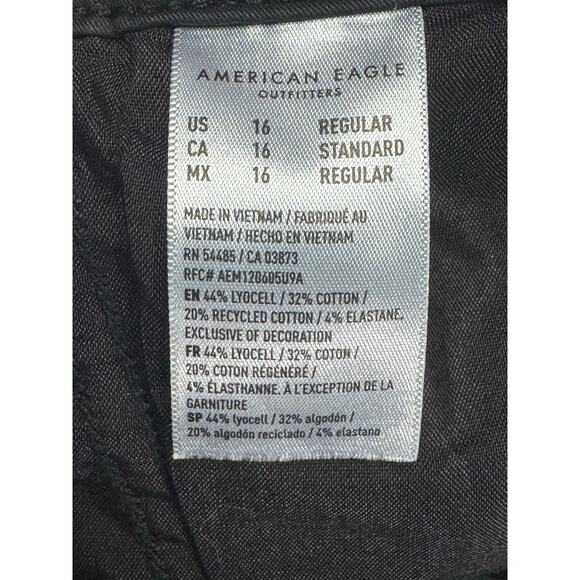 AMERICAN EAGLE
OUTFITTERS
US 16 REGULAR
CA 16 STANDARD
MX 16 REGULAR
MADE IN VIETNAM / FABRIQUÉ AU
VIETNAM / HECHO EN VIETNAM
RN 54485 / CA 03873
RFC# AEM120605U9A
EN 44% LYOCELL / 32% COTTON /
20% RECYCLED COTTON / 4% ELASTANE.
EXCLUSIVE OF DECORATION
FR 44% LYOCELL / 32% COTON /
20% COTON RÉGÉNÉRÉ /
4% ÉLASTHANNE. À L'EXCEPTION DE LA
GARNITURE
SP 44% lyocell / 32% algodón /
20% algodón reciclado / 4% elastano